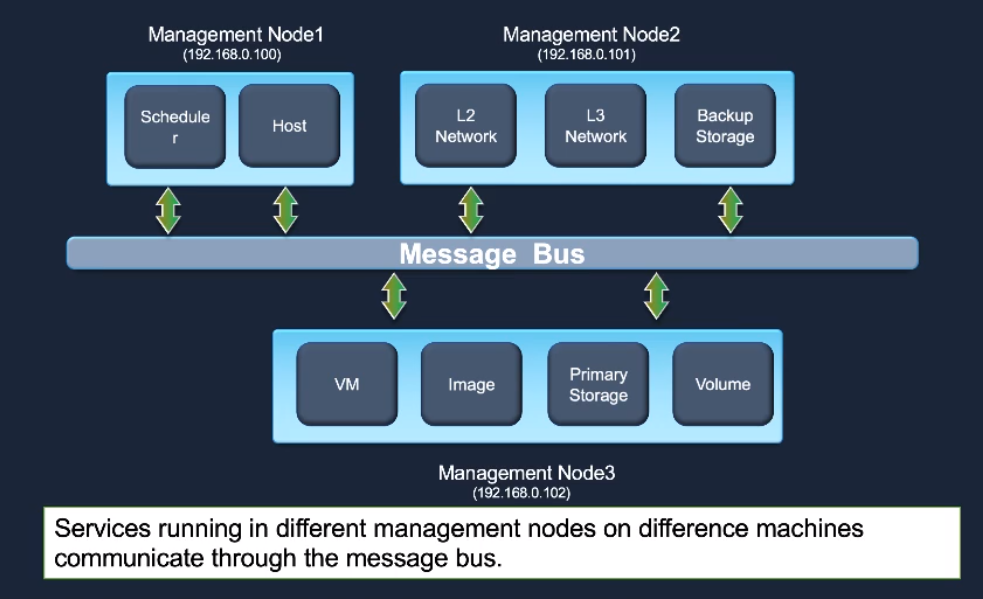 Management Node1
(192.168.0.100)
Management Node2
(192.168.0.101)
Schedule
r
Host
L2
Network
L3
Network
Backup
Storage
Message Bus
VM
Image
Primary
Storage
Volume
Management Node3
(192.168.0.102)
Services running in different management nodes on difference machines
communicate through the message bus.